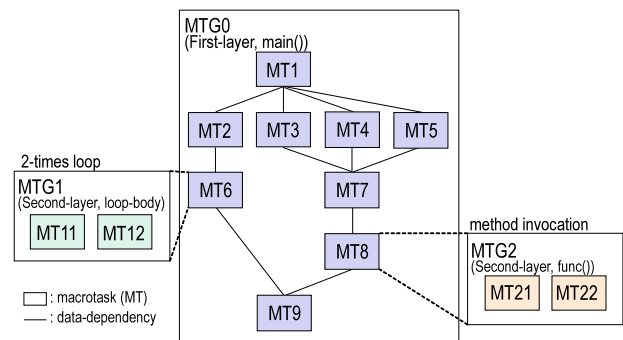 MTG0
(First-layer, main())
MT1
MT2
MT3
MT4
MT5
2-times loop
MTG1
(Second-layer, loop-body)
MT11
MT12
MT6
MT7
method invocation
MT8
MTG2
(Second-layer, func())
MT21
MT22
: macrotask (MT)
: data-dependency
MT9